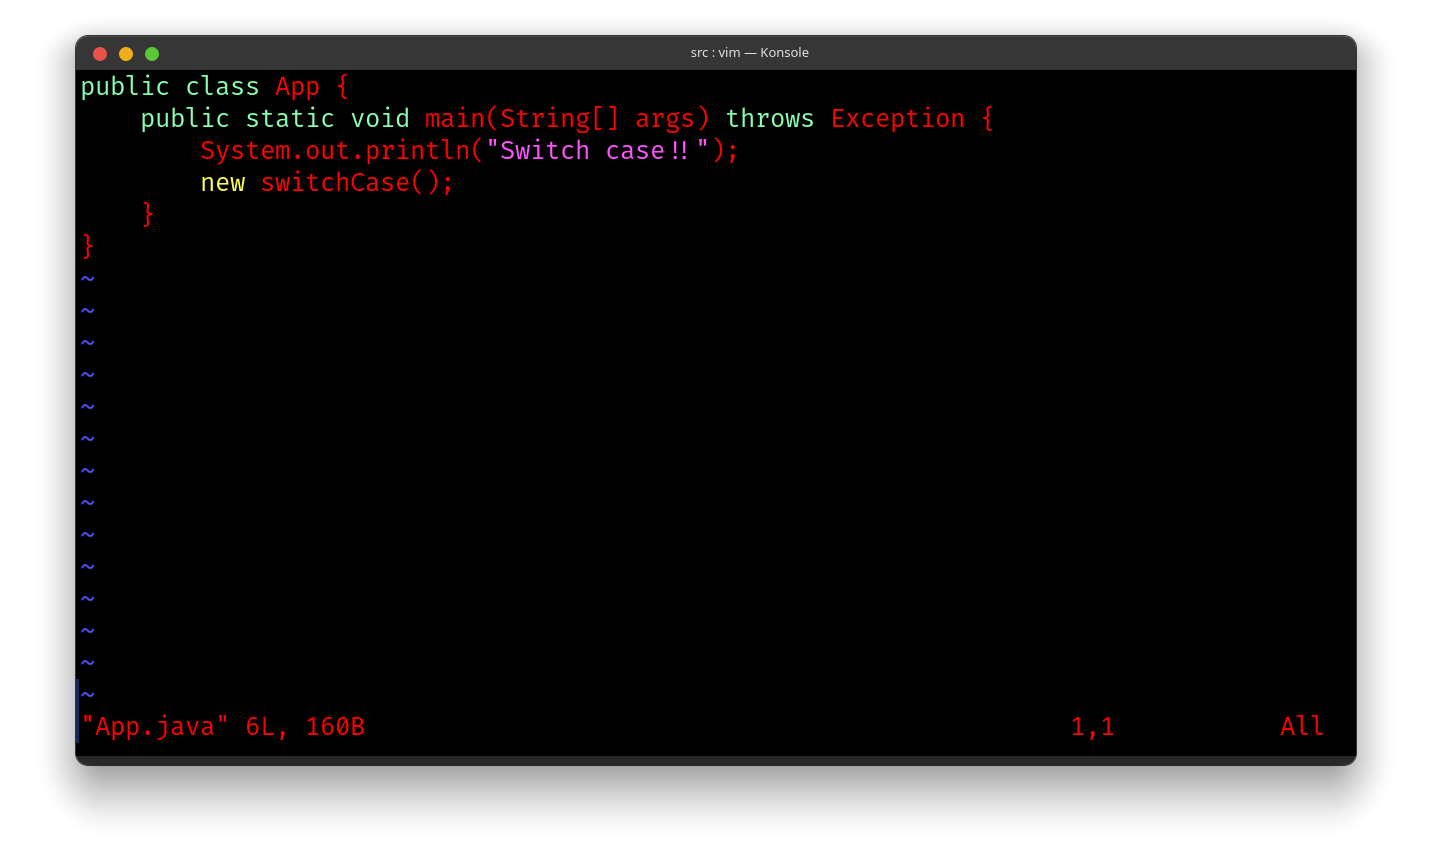 src : vim — Konsole
public class App {
    public static void main(String[] args) throws Exception {
        System.out.println("Switch case!!");
        new switchCase();
    }
}
~
~
~
~
~
~
~
~
~
~
~
~
~
~
"App.java" 6L, 160B 1,1 All